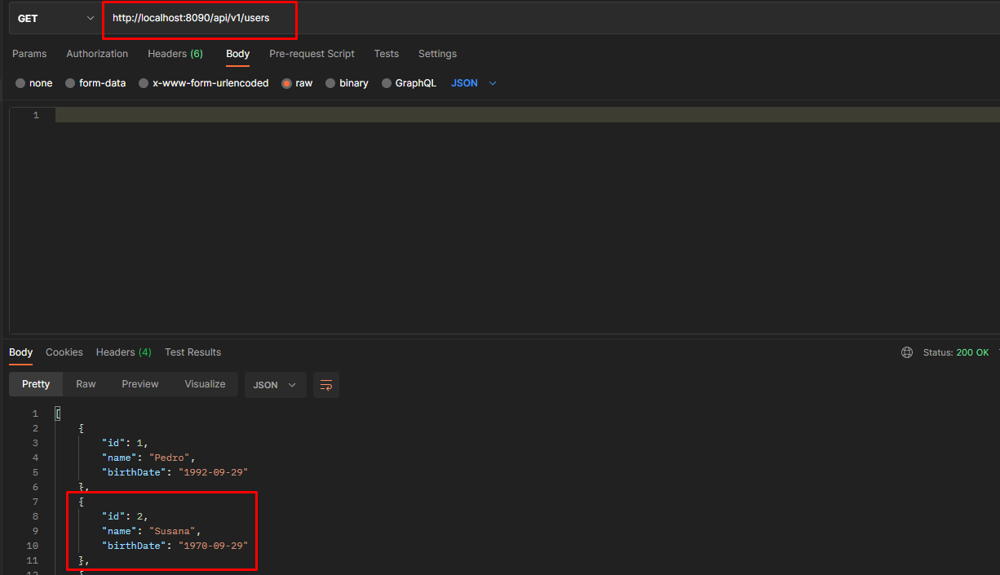 GET http://localhost:8090/api/v1/users
Params Authorization Headers (6) Body Pre-request Script Tests Settings
none form-data x-www-form-urlencoded raw binary GraphQL JSON
1
Body Cookies Headers (4) Test Results Status: 200 OK
Pretty Raw Preview Visualize JSON
1 [
2 {
3 "id": 1,
4 "name": "Pedro",
5 "birthDate": "1992-09-29"
6 },
7 {
8 "id": 2,
9 "name": "Susana",
10 "birthDate": "1970-09-29"
11 },
12 {